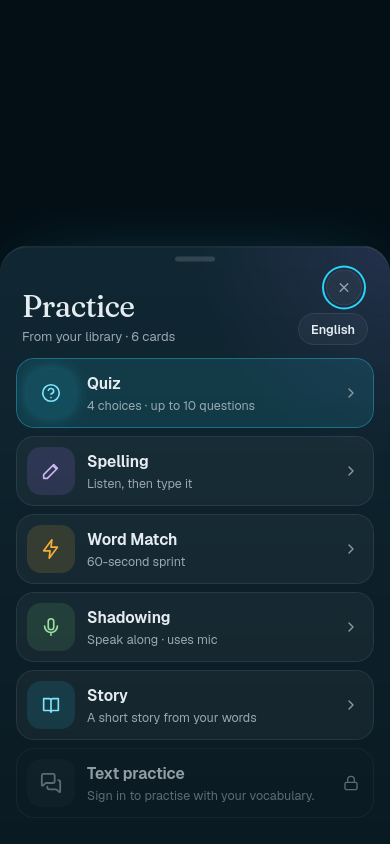 Practice
From your library · 6 cards
English
Quiz
4 choices · up to 10 questions
Spelling
Listen, then type it
Word Match
60-second sprint
Shadowing
Speak along · uses mic
Story
A short story from your words
Text practice
Sign in to practise with your vocabulary.